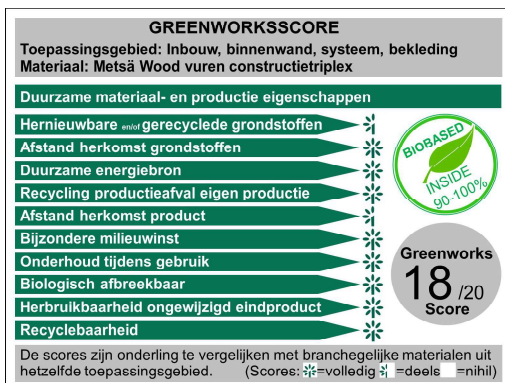 GREENWORKSSCORE
Toepassingsgebied: Inbouw, binnenwand, systeem, bekleding
Materiaal: Metsä Wood vuren constructietriplex
Duurzame materiaal- en productie eigenschappen
Hernieuwbare en/of gerecyclede grondstoffen
Afstand herkomst grondstoffen
Duurzame energiebron
Recycling productieafval eigen productie
Afstand herkomst product
Bijzondere milieuwinst
Onderhoud tijdens gebruik
Biologisch afbreekbaar
Herbruikbaarheid ongewijzigd eindproduct
Recyclebaarheid
BIOBASED
INSIDE
90-100%
Greenworks
18 /20
Score
De scores zijn onderling te vergelijken met branchegelijke materialen uit
hetzelfde toepassingsgebied. (Scores: =volledig =deels =nihil)